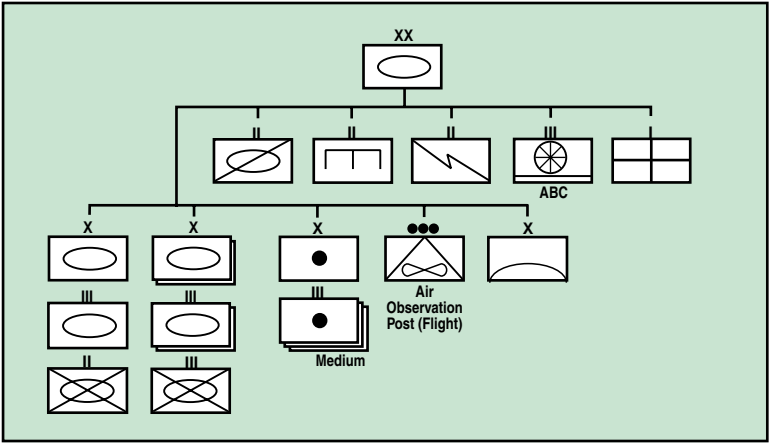 XX
II
II
II
III
I
ABC
X
X
X
X
Air
Observation
Post (Flight)
III
III
III
Medium
II
III